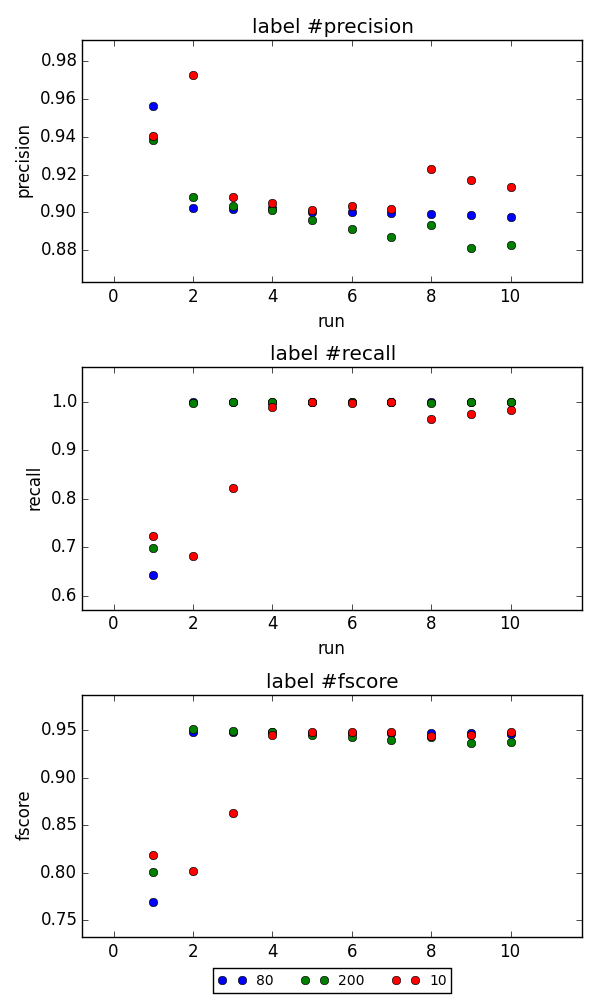 label #precision
0.98
0.96
0.94
0.92
0.90
0.88
precision
0 2 4 6 8 10
run
label #recall
1.0
0.9
0.8
0.7
0.6
recall
0 2 4 6 8 10
run
label #fscore
0.95
0.90
0.85
0.80
0.75
fscore
0 2 4 6 8 10
80 200 10